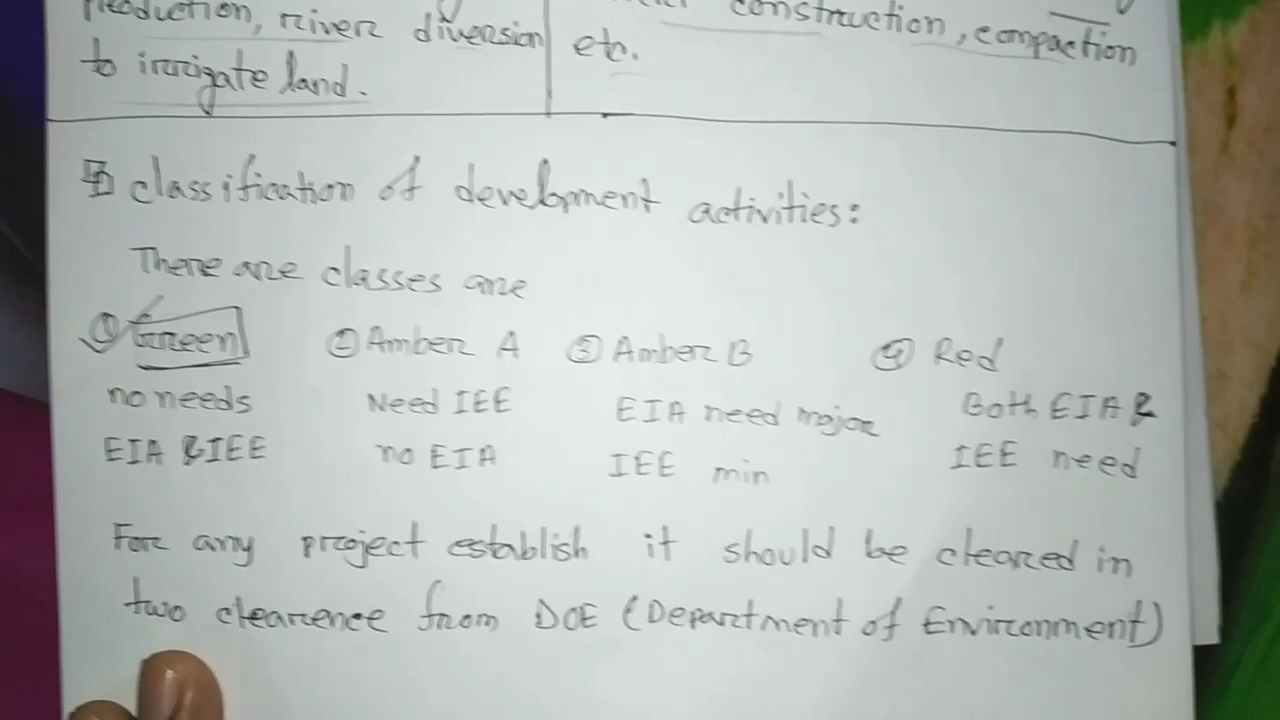 production, river diversion
to irrigate land.
construction, compaction
etc.
classification of development activities:
There are classes are
① Green ② Amber A ③ Amber B ④ Red
no needs Need IEE EIA need major Both EIA &
EIA & IEE no EIA IEE min IEE need
For any project establish it should be cleared in
two clearence from DOE (Department of Environment)